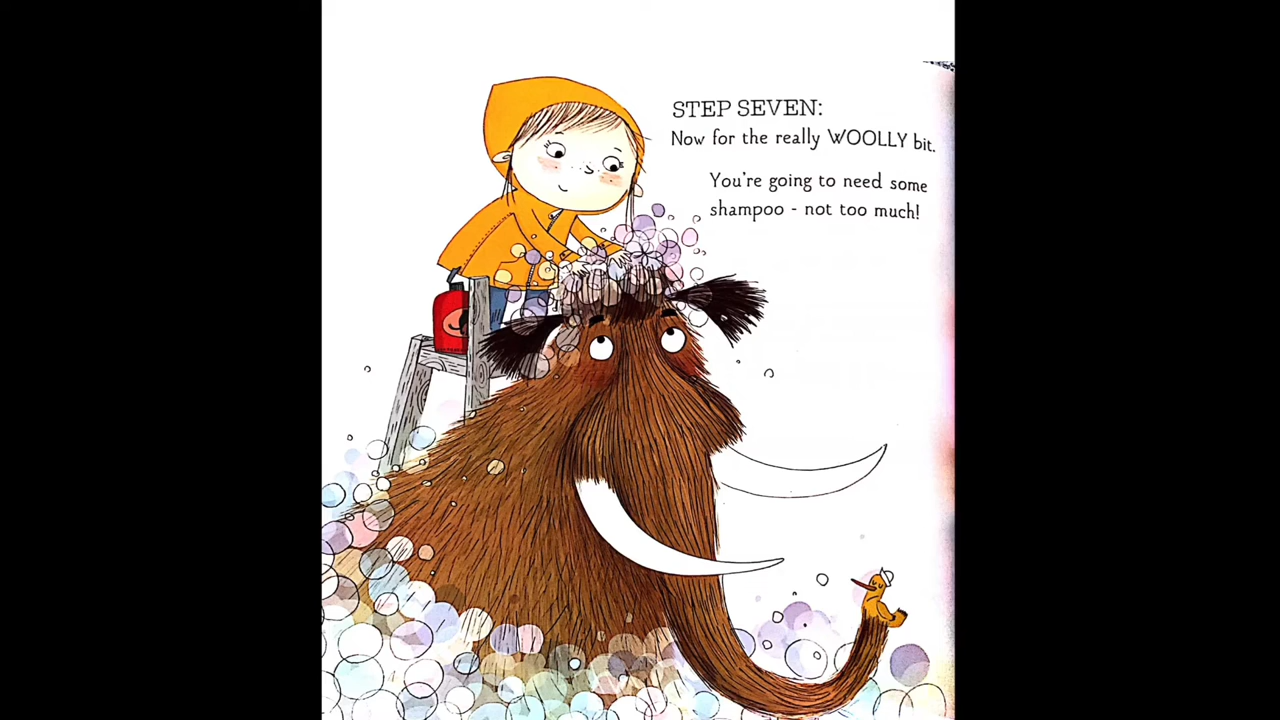 STEP SEVEN:
Now for the really WOOLLY bit.
You're going to need some
shampoo - not too much!